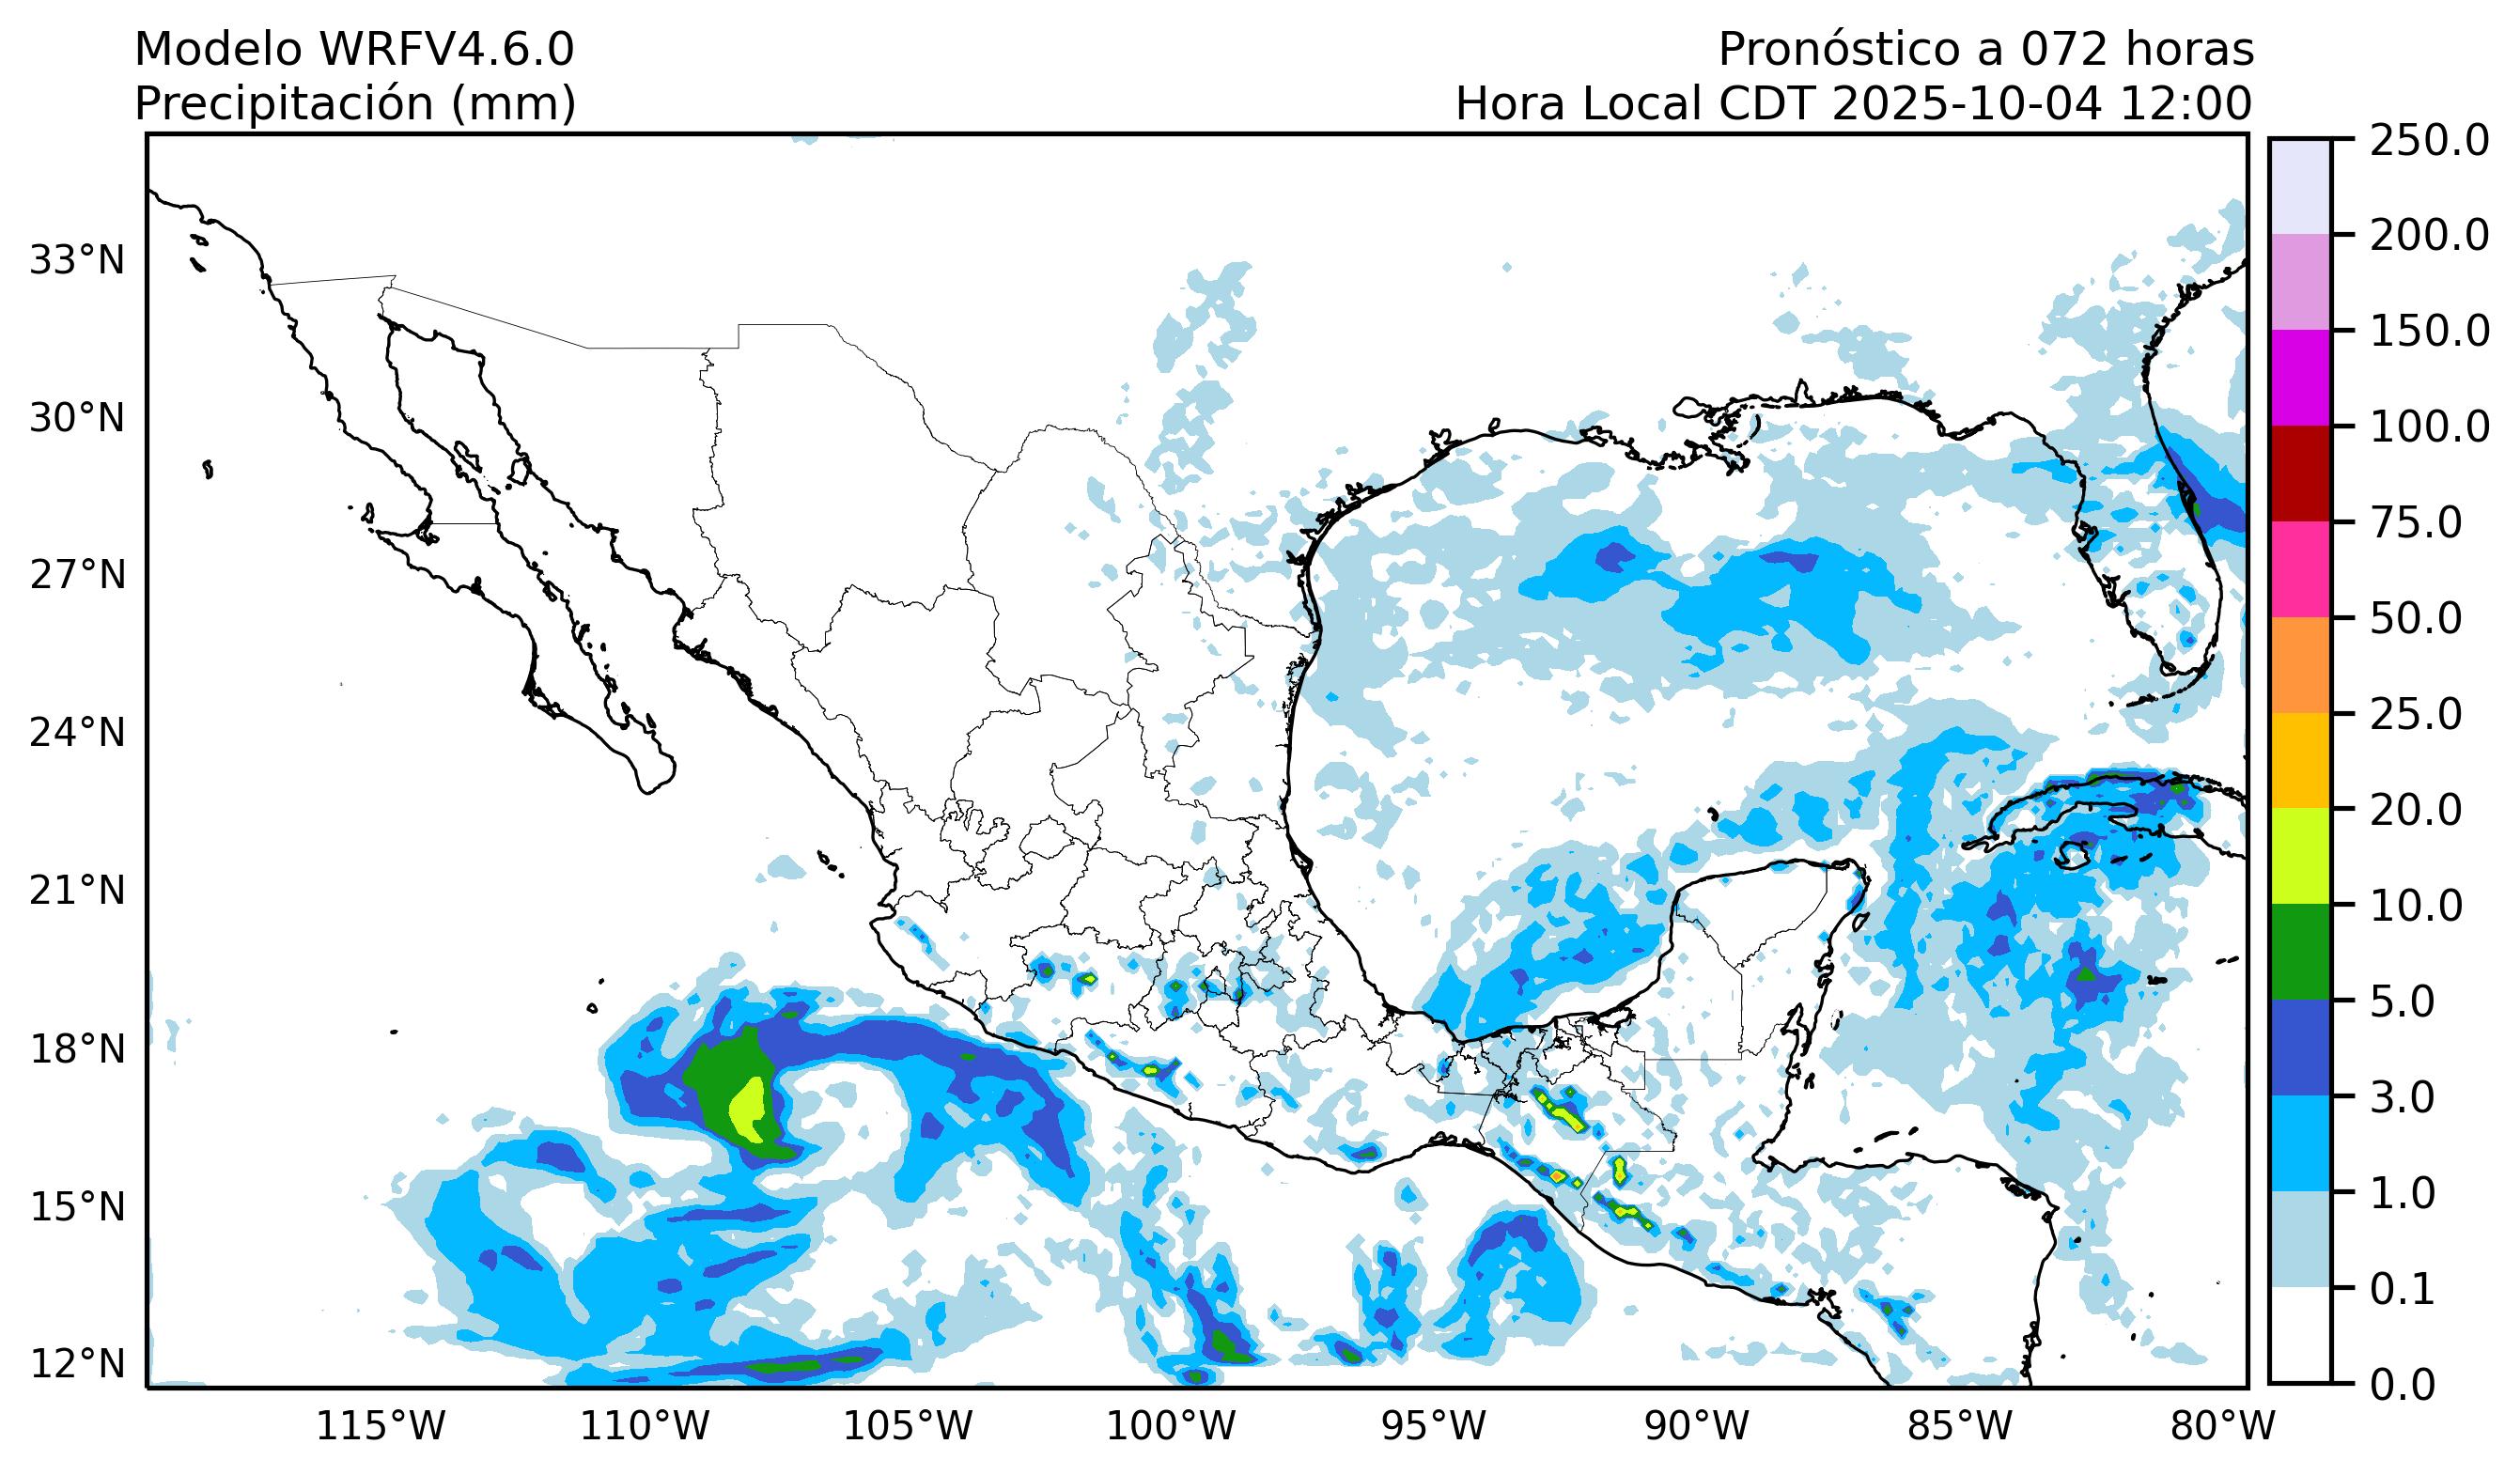 Modelo WRFV4.6.0
Precipitación (mm)
Pronóstico a 072 horas
Hora Local CDT 2025-10-04 12:00
33°N
30°N
27°N
24°N
21°N
18°N
15°N
12°N
115°W
110°W
105°W
100°W
95°W
90°W
85°W
80°W
250.0
200.0
150.0
100.0
75.0
50.0
25.0
20.0
10.0
5.0
3.0
1.0
0.1
0.0